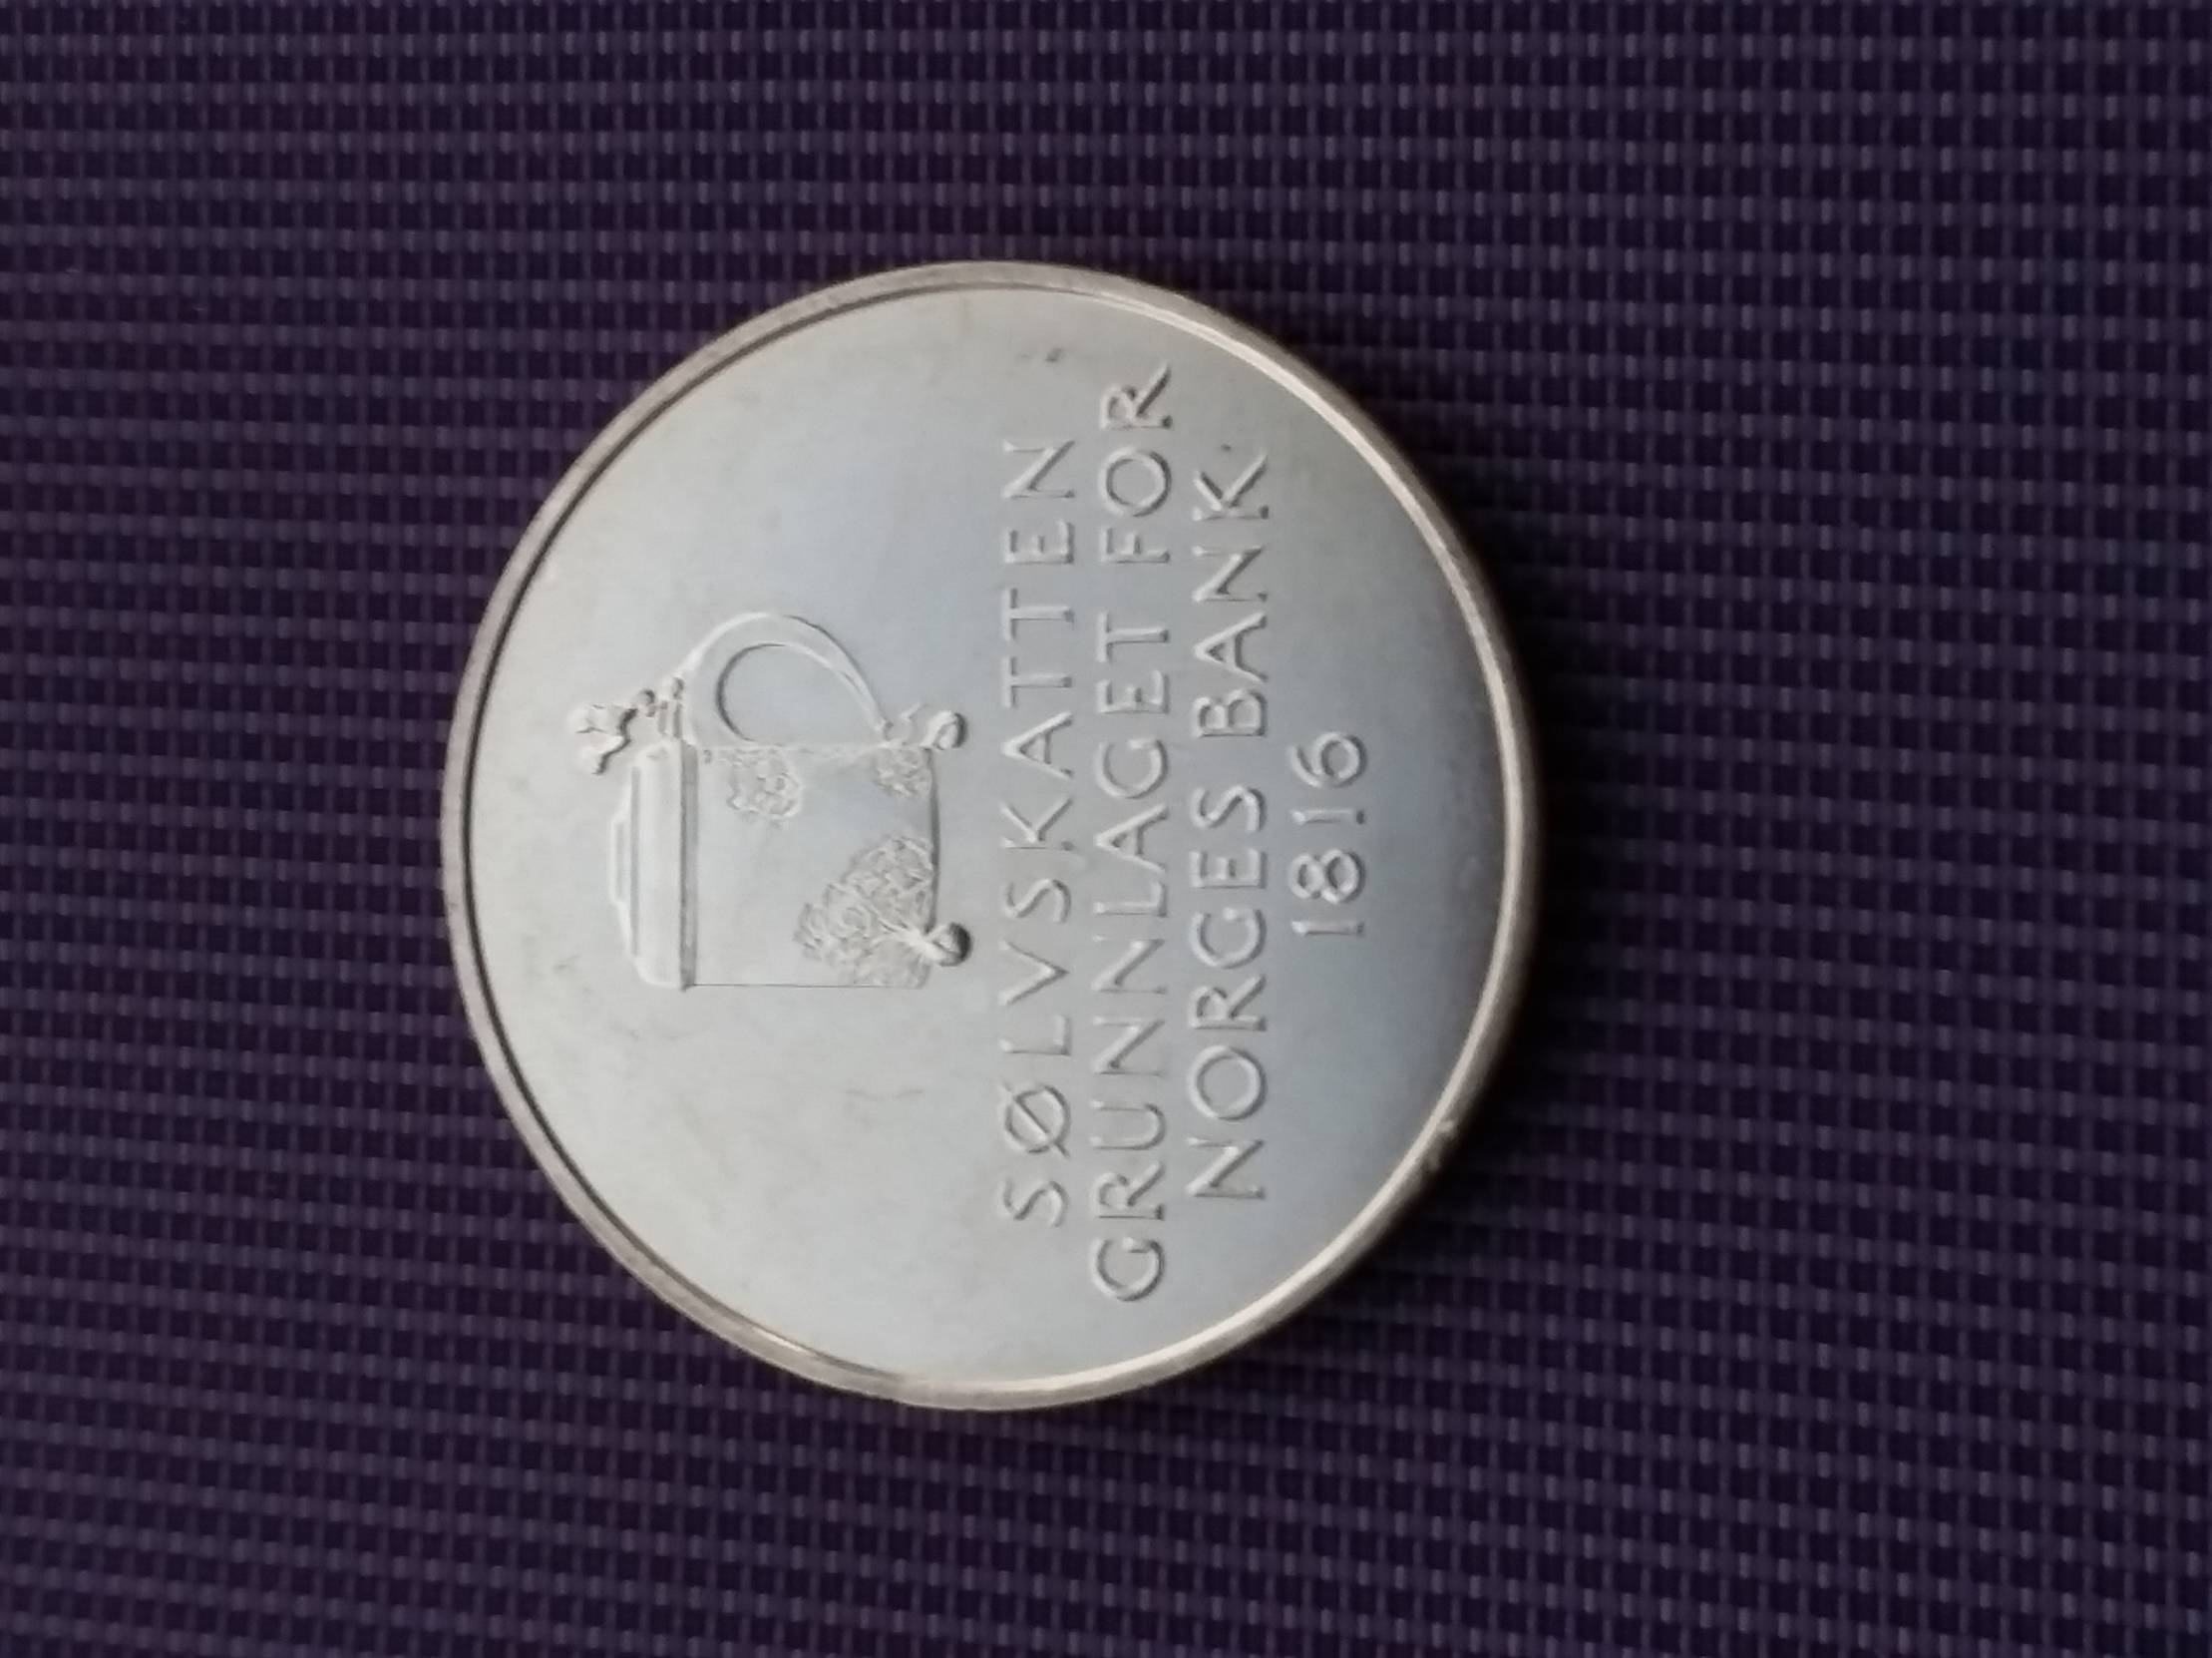 SØLVSKATTEN
GRUNNLAGET FOR
NORGES BANK
1816